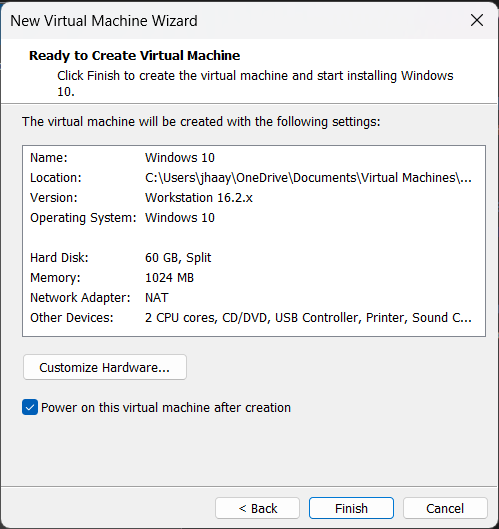 New Virtual Machine Wizard
Ready to Create Virtual Machine
Click Finish to create the virtual machine and start installing Windows
10.
The virtual machine will be created with the following settings:
Name: Windows 10
Location: C:\Users\jhaay\OneDrive\Documents\Virtual Machines\...
Version: Workstation 16.2.x
Operating System: Windows 10
Hard Disk: 60 GB, Split
Memory: 1024 MB
Network Adapter: NAT
Other Devices: 2 CPU cores, CD/DVD, USB Controller, Printer, Sound C...
Customize Hardware...
Power on this virtual machine after creation
< Back Finish Cancel